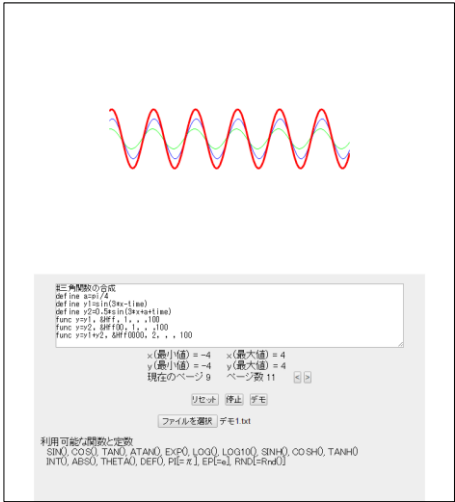 #三角関数の合成
define a=pi/4
define y1=sin(3*x-time)
define y2=0.5*sin(3*x+a+time)
func y=y1, &Hff, 1, , ,100
func y=y2, &Hff00, 1, , ,100
func y=y1+y2, &Hff0000, 2, , , 100
x(最小値) = -4 x(最大値) = 4
y(最小値) = -4 y(最大値) = 4
現在のページ 9 ページ数 11 < >
リセット 停止 デモ
ファイルを選択 デモ1.txt
利用可能な関数と定数
SIN(), COS(), TAN(), ATAN(), EXP(), LOG(), LOG10(), SINH(), COSH(), TANH()
INT(), ABS(), THETA(), DEF(), PI[=π], EP[=e], RND[=Rnd()]